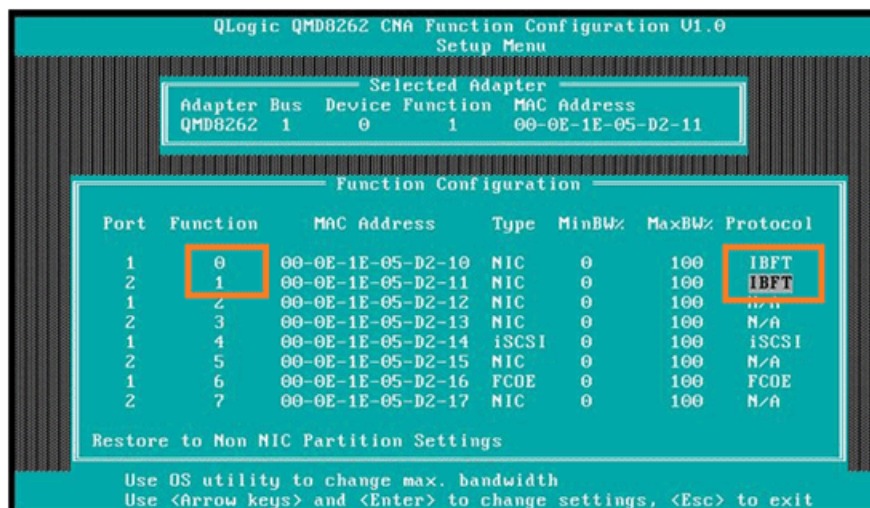 QLogic QMD8262 CNA Function Configuration V1.0
Setup Menu
Selected Adapter
Adapter Bus Device Function MAC Address
QMD8262 1 0 1 00-0E-1E-05-D2-11
Function Configuration
Port Function MAC Address Type MinBW% MaxBW% Protocol
1 0 00-0E-1E-05-D2-10 NIC 0 100 IBFT
2 1 00-0E-1E-05-D2-11 NIC 0 100 IBFT
1 2 00-0E-1E-05-D2-12 NIC 0 100 N/A
2 3 00-0E-1E-05-D2-13 NIC 0 100 N/A
1 4 00-0E-1E-05-D2-14 iSCSI 0 100 iSCSI
2 5 00-0E-1E-05-D2-15 NIC 0 100 N/A
1 6 00-0E-1E-05-D2-16 FCOE 0 100 FCOE
2 7 00-0E-1E-05-D2-17 NIC 0 100 N/A
Restore to Non NIC Partition Settings
Use OS utility to change max. bandwidth
Use <Arrow keys> and <Enter> to change settings, <Esc> to exit